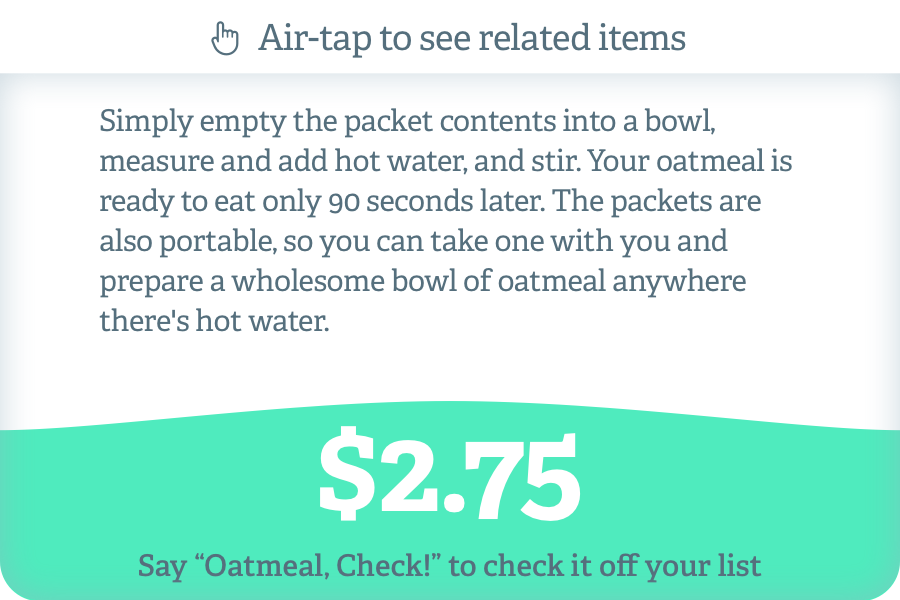 Air-tap to see related items
Simply empty the packet contents into a bowl,
measure and add hot water, and stir. Your oatmeal is
ready to eat only 90 seconds later. The packets are
also portable, so you can take one with you and
prepare a wholesome bowl of oatmeal anywhere
there's hot water.
$2.75
Say “Oatmeal, Check!” to check it off your list